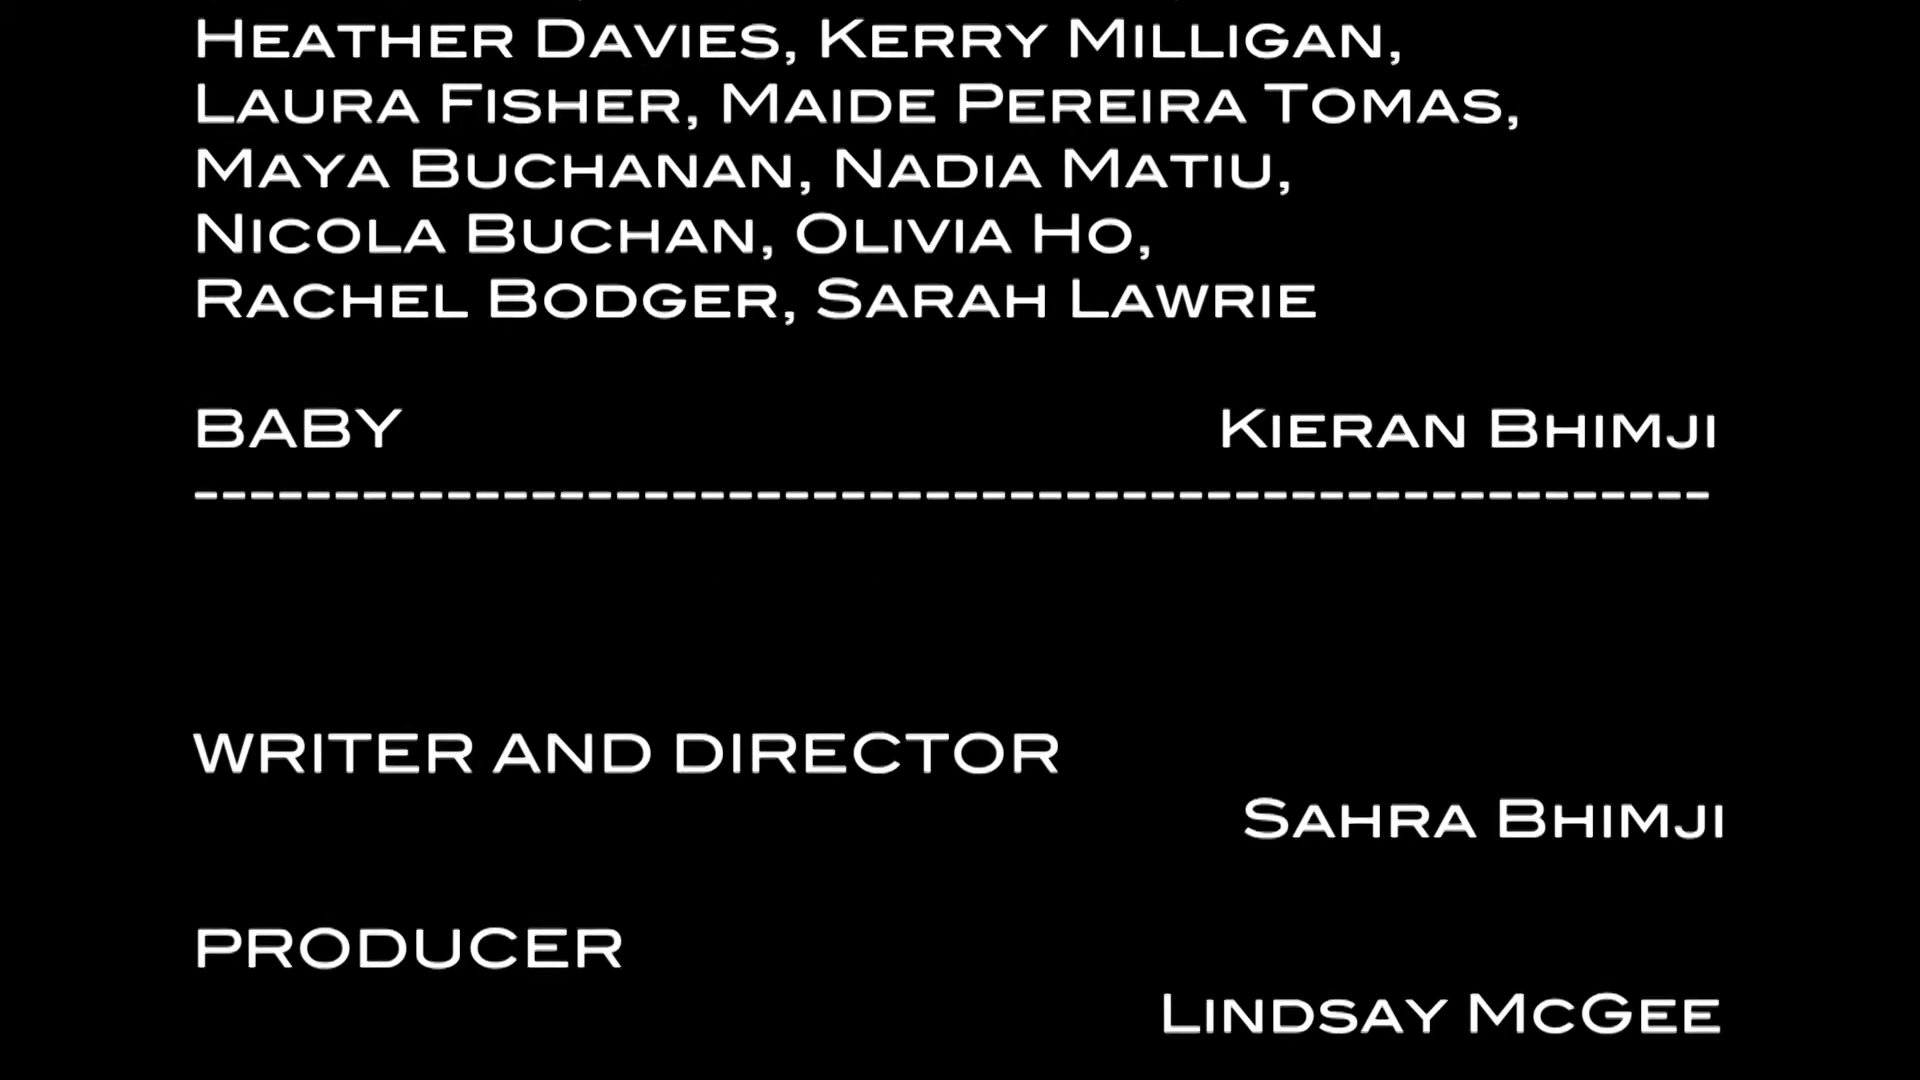 Heather Davies, Kerry Milligan,
Laura Fisher, Maide Pereira Tomas,
Maya Buchanan, Nadia Matiu,
Nicola Buchan, Olivia Ho,
Rachel Bodger, Sarah Lawrie
BABY Kieran Bhimji
------------------------------------------------------
WRITER AND DIRECTOR
Sahra Bhimji
PRODUCER
Lindsay McGee